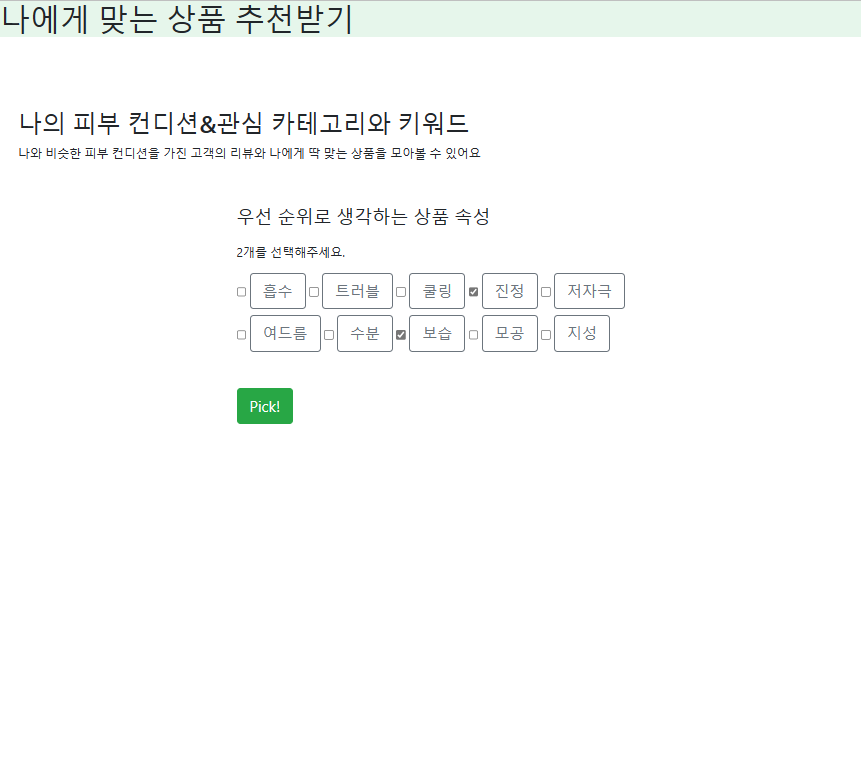 나에게 맞는 상품 추천받기
나의 피부 컨디션&관심 카테고리와 키워드
나와 비슷한 피부 컨디션을 가진 고객의 리뷰와 나에게 딱 맞는 상품을 모아볼 수 있어요
우선 순위로 생각하는 상품 속성
2개를 선택해주세요.
흡수 트러블 쿨링 진정 저자극
여드름 수분 보습 모공 지성
Pick!